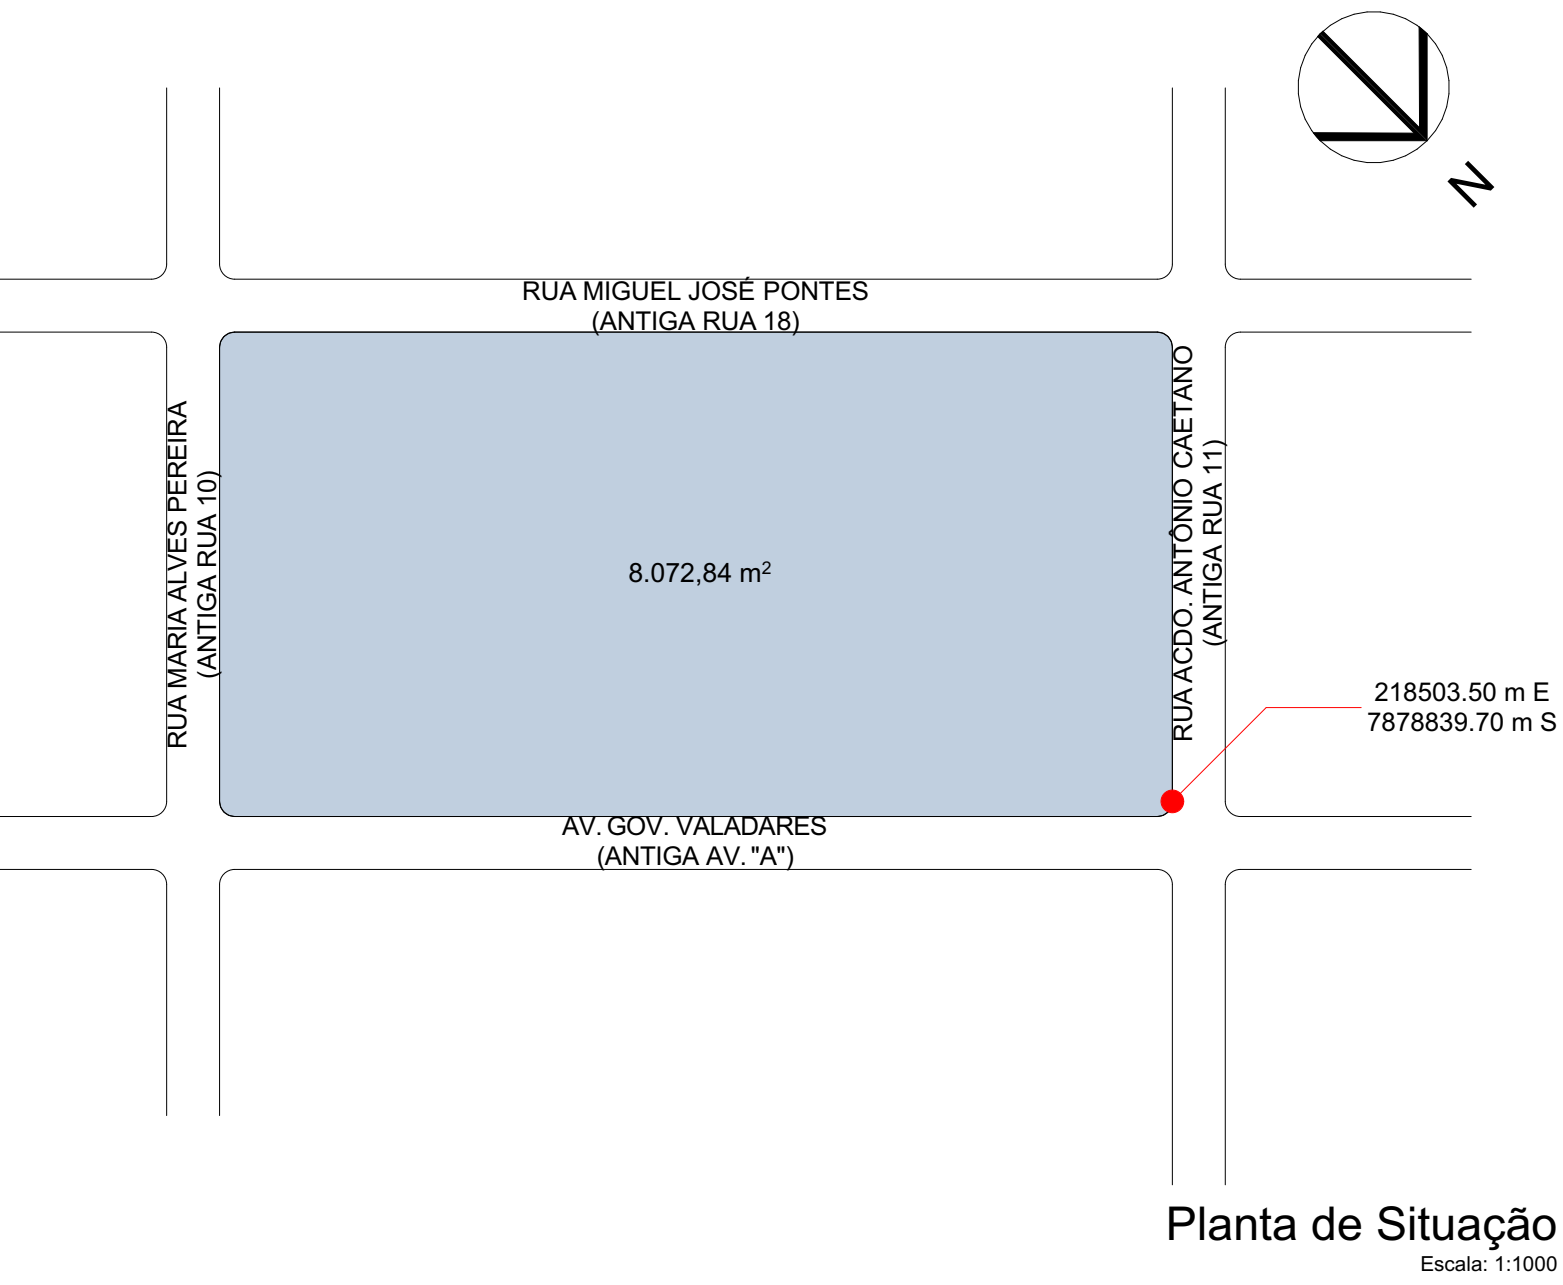 N
RUA MIGUEL JOSÉ PONTES
(ANTIGA RUA 18)
RUA MARIA ALVES PEREIRA
(ANTIGA RUA 10)
8.072,84 m²
RUA ACDO. ANTÔNIO CAETANO
(ANTIGA RUA 11)
218503.50 m E
7878839.70 m S
AV. GOV. VALADARES
(ANTIGA AV. "A")
Planta de Situação
Escala: 1:1000